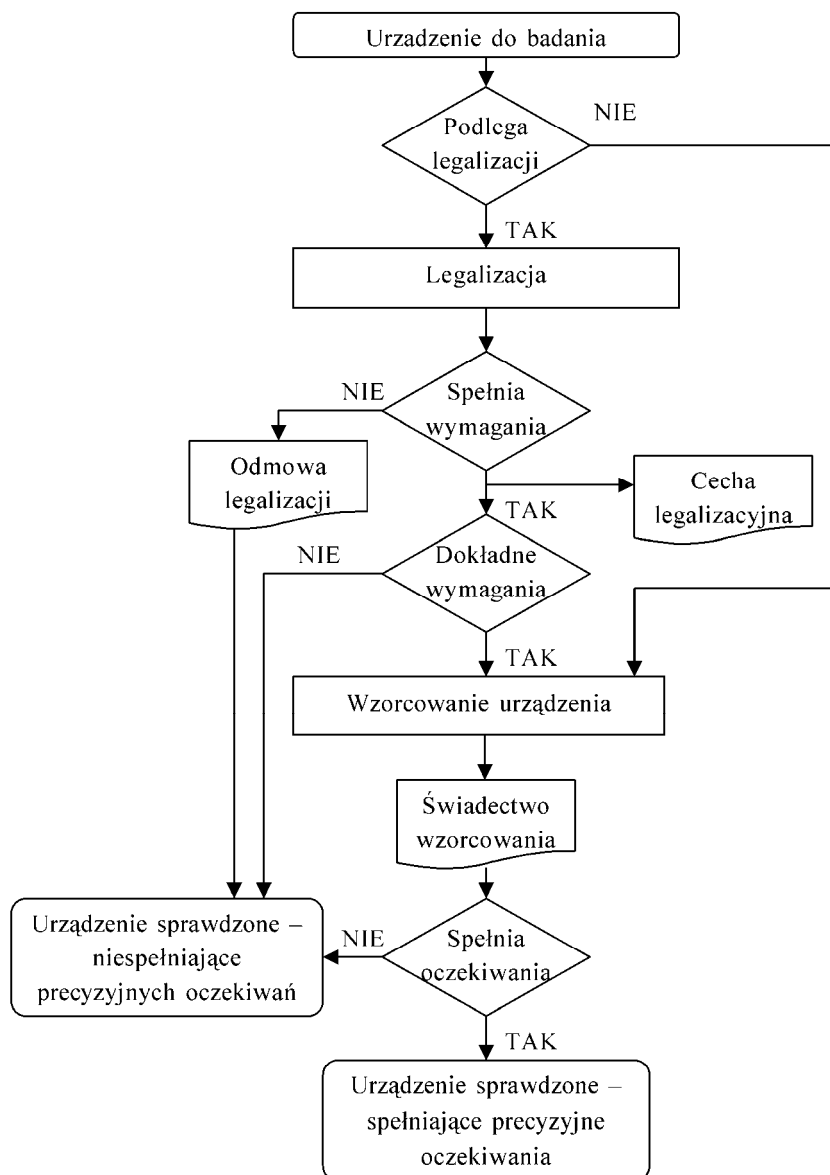 Urzadzenie do badania
NIE
Podlega
legalizacji
TAK
Legalizacja
NIE
Spełnia
wymagania
Odmowa
legalizacji
Cecha
legalizacyjna
TAK
NIE
Dokładne
wymagania
TAK
Wzorcowanie urządzenia
Świadectwo
wzorcowania
Urządzenie sprawdzone –
niespełniające
precyzyjnych oczekiwań
NIE
Spełnia
oczekiwania
TAK
Urządzenie sprawdzone –
spełniające precyzyjne
oczekiwania